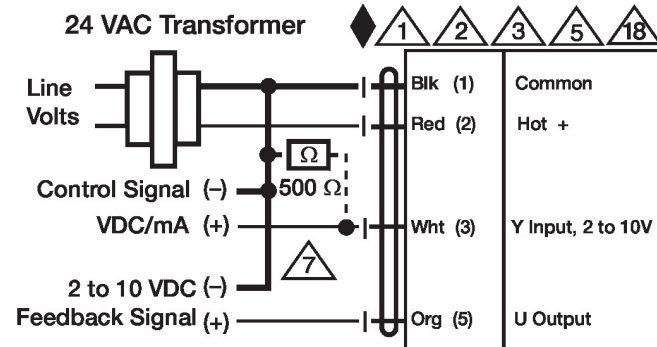 24 VAC Transformer
1 2 3 5 18
Line
Volts
Blk (1) Common
Red (2) Hot +
Ω
Control Signal (–) 500 Ω
VDC/mA (+) Wht (3) Y Input, 2 to 10V
7
2 to 10 VDC (–)
Feedback Signal (+) Org (5) U Output